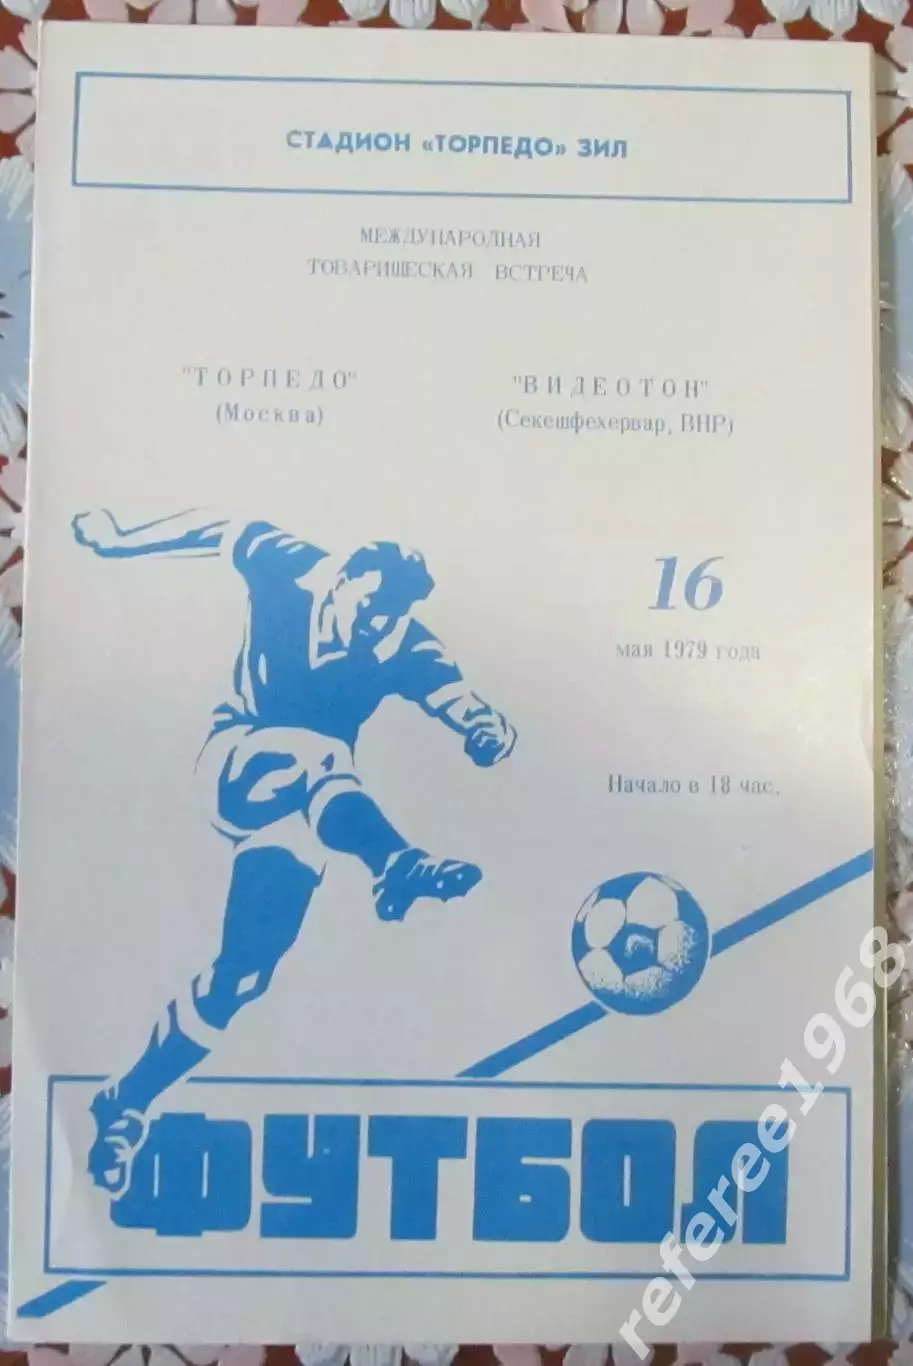 СТАДИОН «ТОРПЕДО» ЗИЛ
МЕЖДУНАРОДНАЯ
ТОВАРИЩЕСКАЯ ВСТРЕЧА
"ТОРПЕДО"
(Москва)
"ВИДЕОТОН"
(Секешфехервар, ВНР)
16
мая 1979 года
Начало в 18 час.
ФУТБОЛ
referee1968